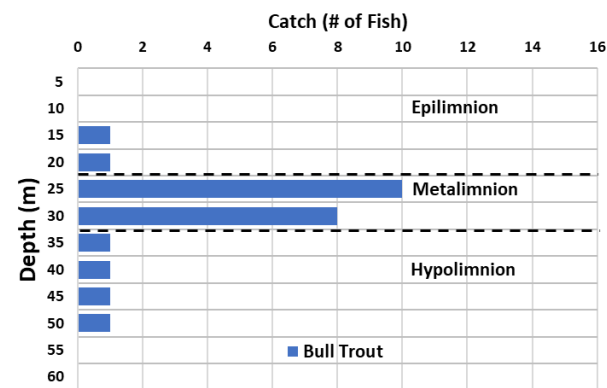 Catch (# of Fish)
0 2 4 6 8 10 12 14 16
Depth (m)
5
10 Epilimnion
15
20
25 Metalimnion
30
35
40 Hypolimnion
45
50
55 Bull Trout
60